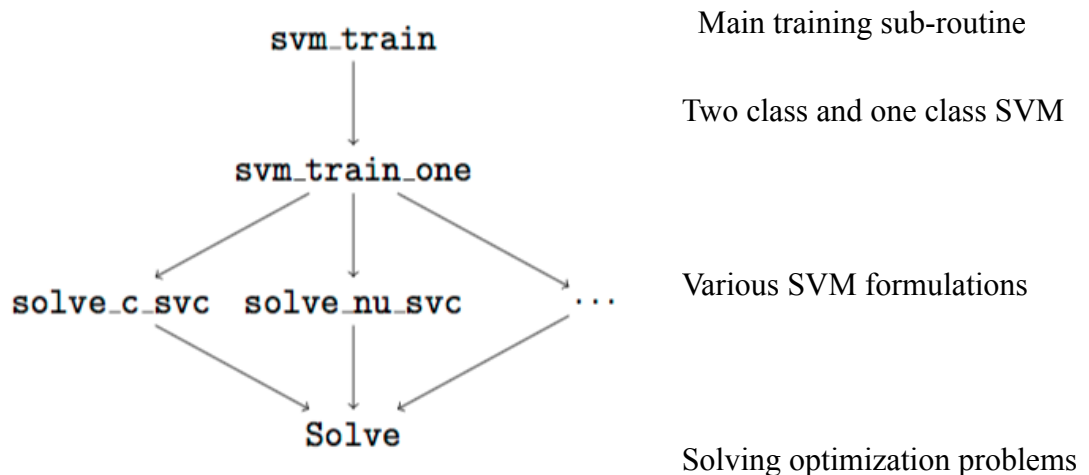 svm_train
Main training sub-routine
Two class and one class SVM
svm_train_one
Various SVM formulations
solve_c_svc solve_nu_svc ...
Solve
Solving optimization problems